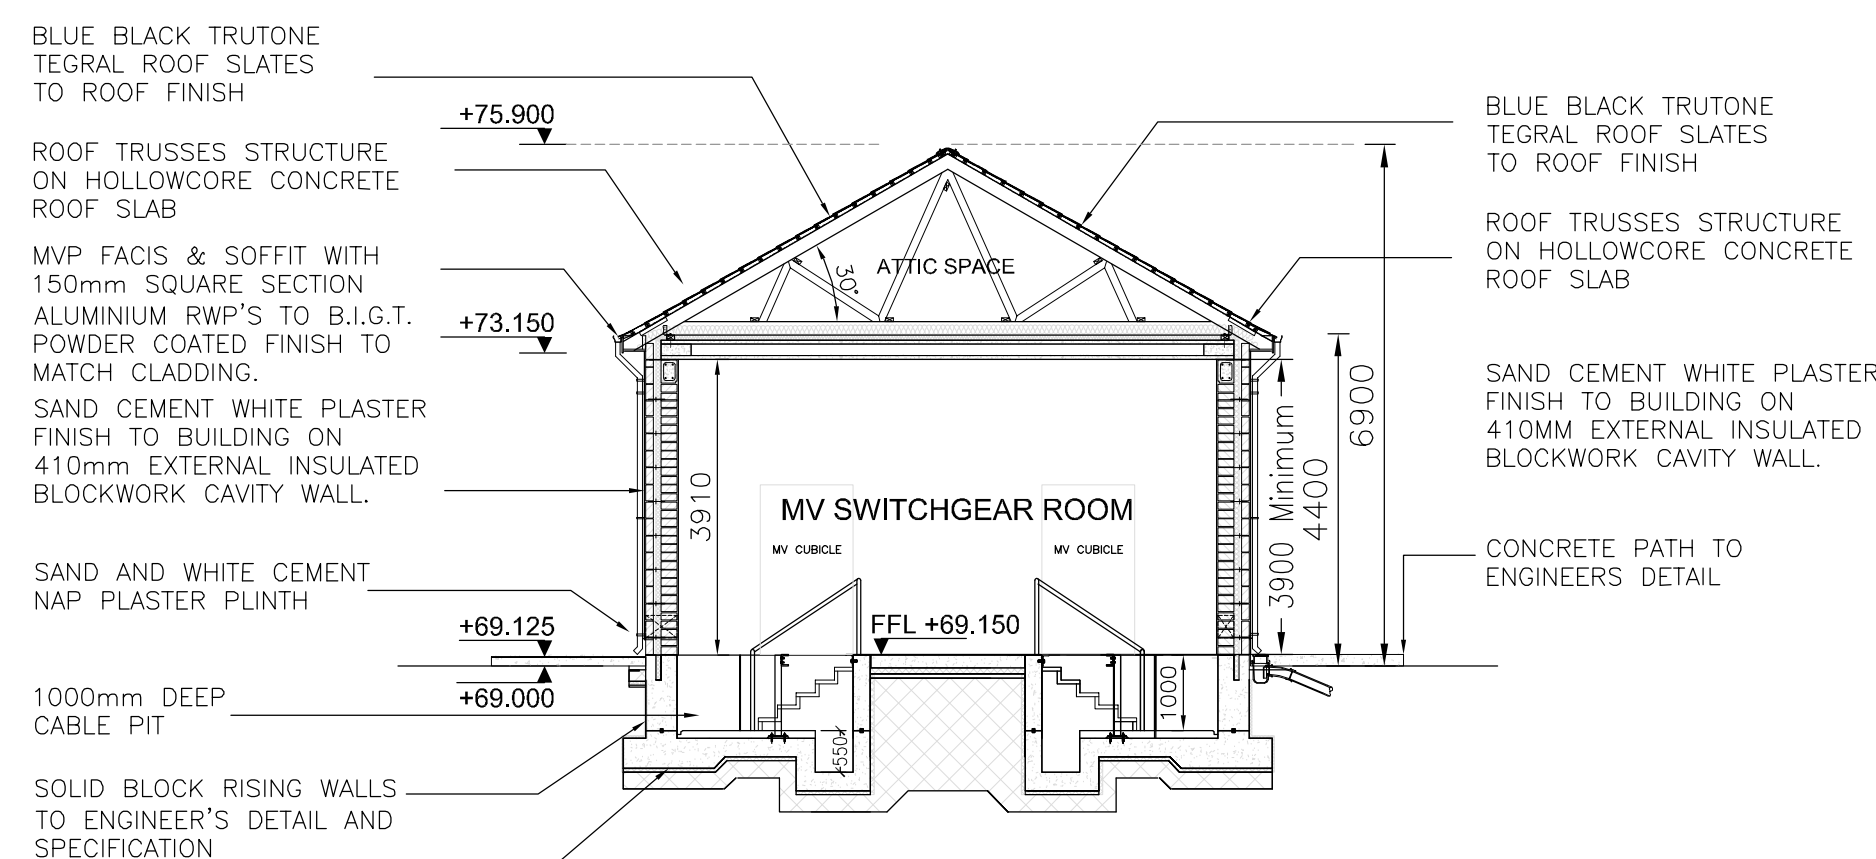 BLUE BLACK TRUTONE
TEGRAL ROOF SLATES
TO ROOF FINISH
ROOF TRUSSES STRUCTURE
ON HOLLOWCORE CONCRETE
ROOF SLAB
MVP FACIS & SOFFIT WITH
150mm SQUARE SECTION
ALUMINIUM RWP'S TO B.I.G.T.
POWDER COATED FINISH TO
MATCH CLADDING.
SAND CEMENT WHITE PLASTER
FINISH TO BUILDING ON
410mm EXTERNAL INSULATED
BLOCKWORK CAVITY WALL.
SAND AND WHITE CEMENT
NAP PLASTER PLINTH
1000mm DEEP
CABLE PIT
SOLID BLOCK RISING WALLS
TO ENGINEER'S DETAIL AND
SPECIFICATION
+75.900
+73.150
+69.125
+69.000
ATTIC SPACE
30°
3910
MV SWITCHGEAR ROOM
MV CUBICLE
MV CUBICLE
FFL +69.150
550
1000
3900 Minimum
4400
6900
BLUE BLACK TRUTONE
TEGRAL ROOF SLATES
TO ROOF FINISH
ROOF TRUSSES STRUCTURE
ON HOLLOWCORE CONCRETE
ROOF SLAB
SAND CEMENT WHITE PLASTER
FINISH TO BUILDING ON
410MM EXTERNAL INSULATED
BLOCKWORK CAVITY WALL.
CONCRETE PATH TO
ENGINEERS DETAIL